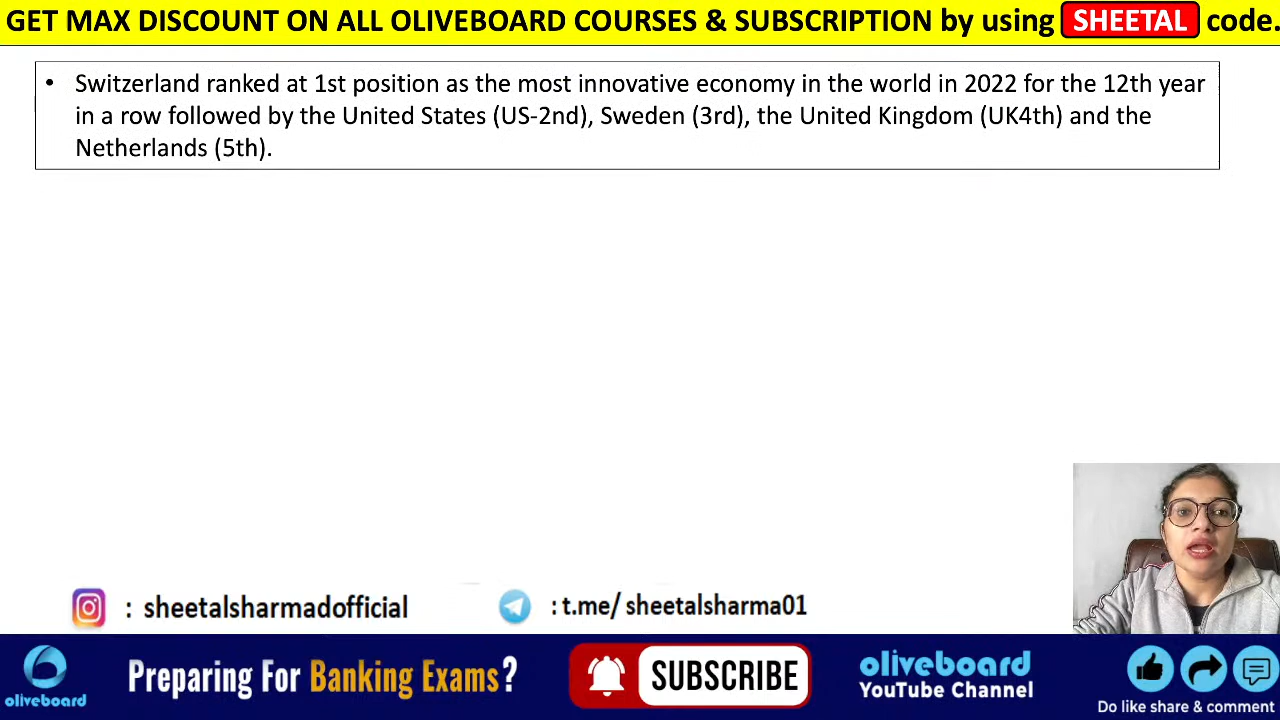 GET MAX DISCOUNT ON ALL OLIVEBOARD COURSES & SUBSCRIPTION by using SHEETAL code.
• Switzerland ranked at 1st position as the most innovative economy in the world in 2022 for the 12th year
in a row followed by the United States (US-2nd), Sweden (3rd), the United Kingdom (UK4th) and the
Netherlands (5th).
: sheetalsharmadofficial
: t.me/ sheetalsharma01
oliveboard
Preparing For Banking Exams?
SUBSCRIBE
oliveboard
YouTube Channel
Do like share & comment